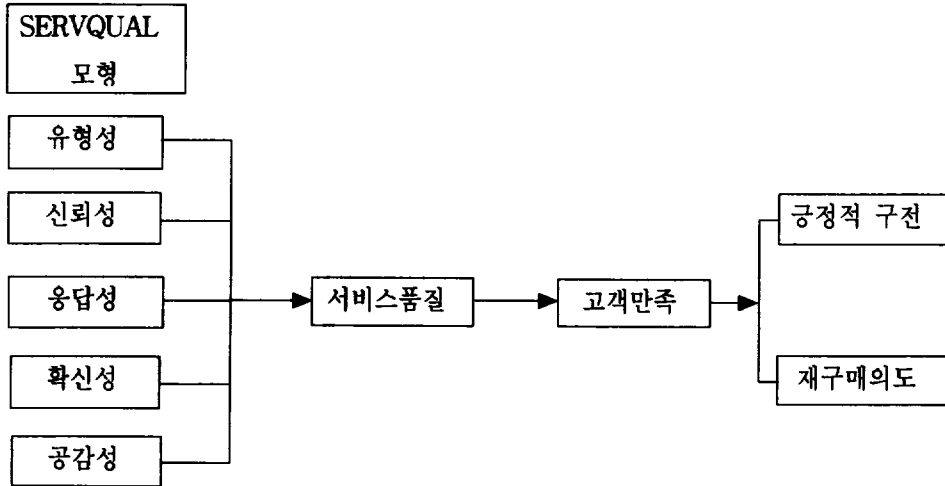 SERVQUAL
모형
유형성
신뢰성
응답성
확신성
공감성
서비스품질
고객만족
긍정적 구전
재구매의도